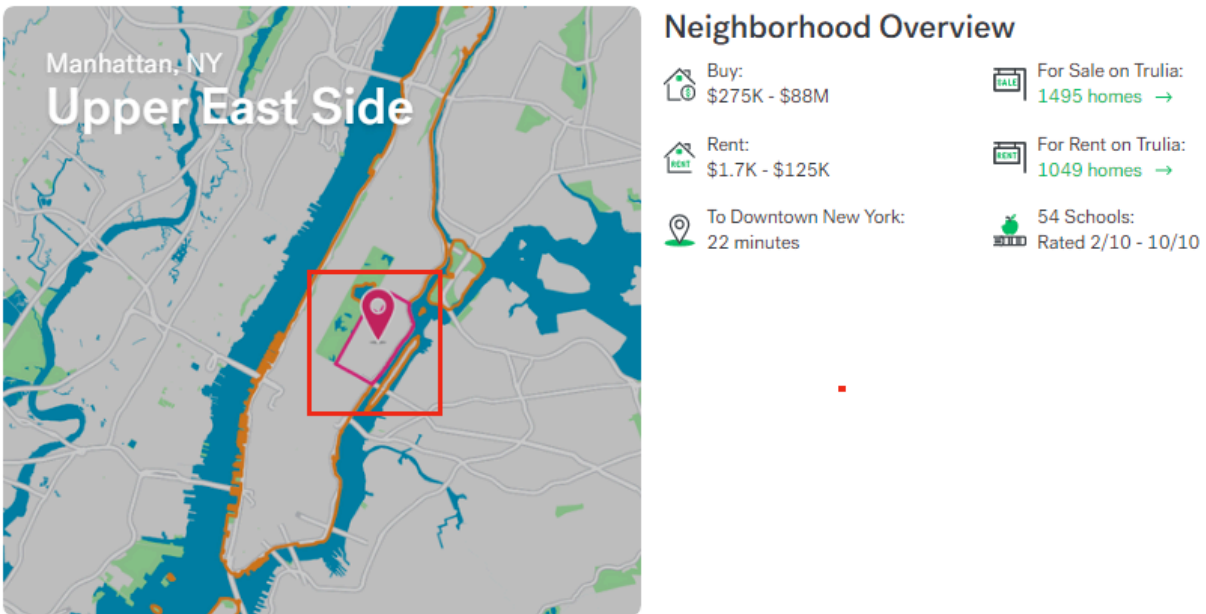 Manhattan, NY
Upper East Side
Neighborhood Overview
Buy:
$275K - $88M
For Sale on Trulia:
SALE
1495 homes →
Rent:
RENT
$1.7K - $125K
For Rent on Trulia:
RENT
1049 homes →
To Downtown New York:
22 minutes
54 Schools:
Rated 2/10 - 10/10